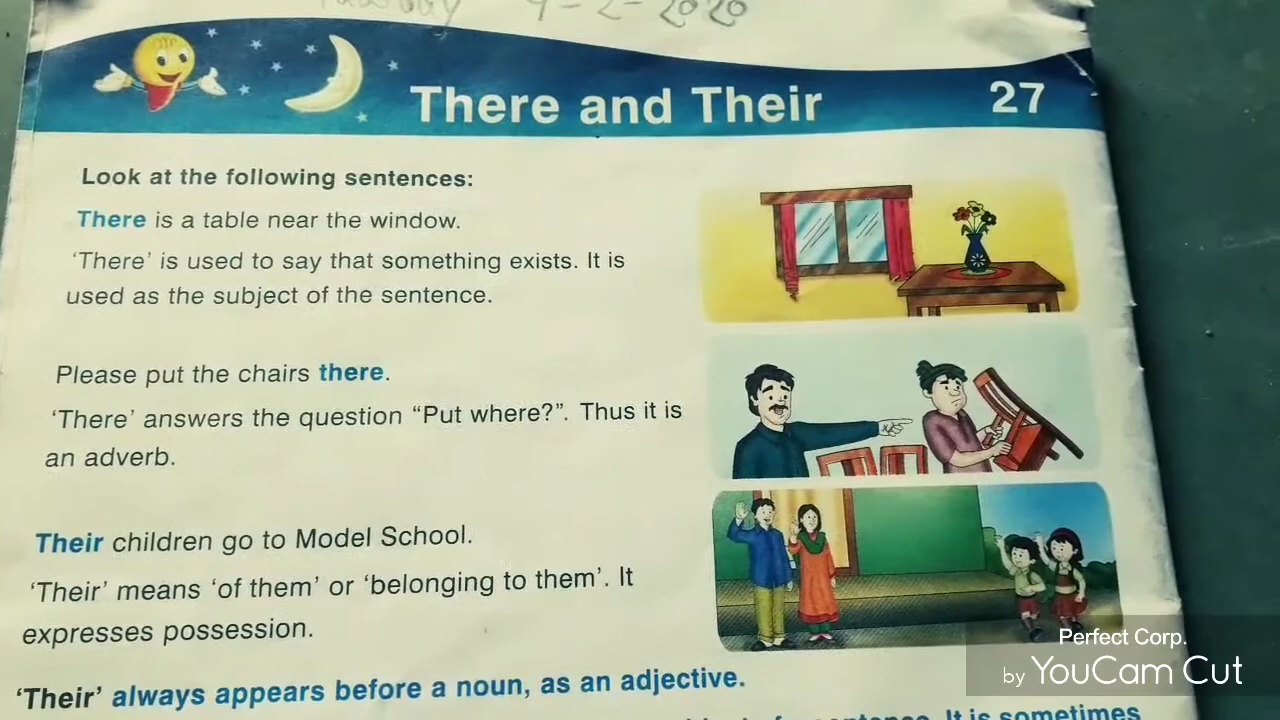 4-2-2020
There and Their
27
Look at the following sentences:
There is a table near the window.
'There' is used to say that something exists. It is
used as the subject of the sentence.
Please put the chairs there.
'There' answers the question “Put where?”. Thus it is
an adverb.
Their children go to Model School.
'Their' means 'of them' or 'belonging to them'. It
expresses possession.
'Their' always appears before a noun, as an adjective.
sentence. It is sometimes
Perfect Corp.
by YouCam Cut